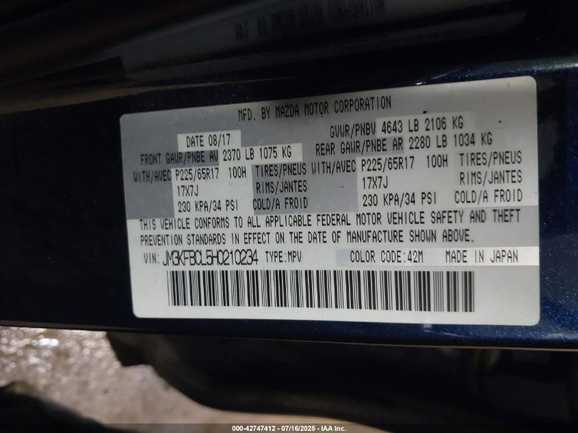 MFD. BY MAZDA MOTOR CORPORATION
DATE 08/17 GVWR/PNBV 4643 LB 2106 KG
FRONT GAWR/PNBE AV 2370 LB 1075 KG REAR GAWR/PNBE AR 2280 LB 1034 KG
WITH/AVEC P225/65R17 100H TIRES/PNEUS WITH/AVEC P225/65R17 100H TIRES/PNEUS
17X7J RIMS/JANTES 17X7J RIMS/JANTES
230 KPA/34 PSI COLD/A FROID 230 KPA/34 PSI COLD/A FROID
THIS VEHICLE CONFORMS TO ALL APPLICABLE FEDERAL MOTOR VEHICLE SAFETY AND THEFT
PREVENTION STANDARDS IN EFFECT ON THE DATE OF MANUFACTURE SHOWN ABOVE.
VIN: JM3KFBCL5H0210234 TYPE:MPV COLOR CODE:42M MADE IN JAPAN
000-42747412 - 07/16/2025 - IAA Inc.